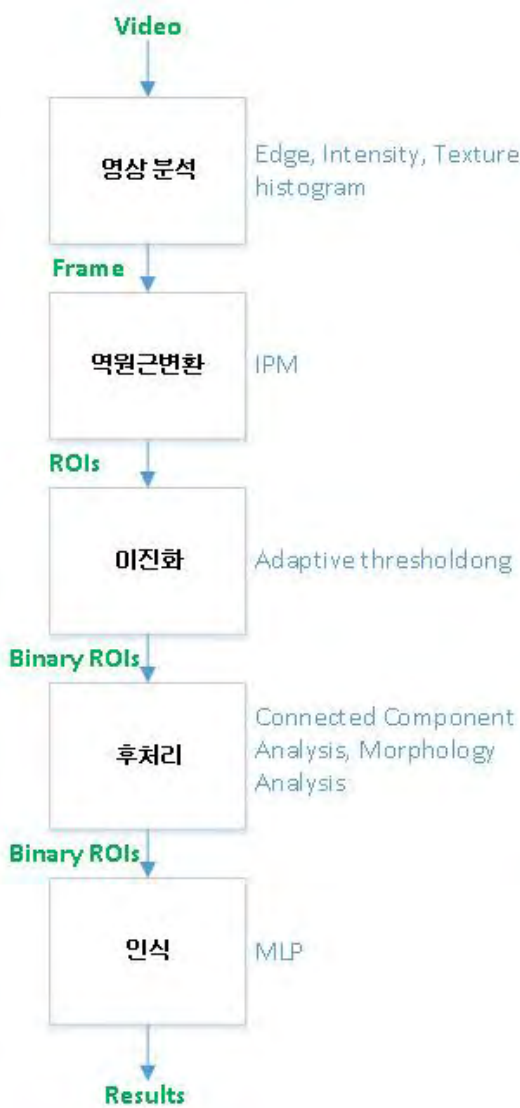 Video
영상 분석
Edge, Intensity, Texture
histogram
Frame
역원근변환
IPM
ROIs
이진화
Adaptive thresholdong
Binary ROIs
후처리
Connected Component
Analysis, Morphology
Analysis
Binary ROIs
인식
MLP
Results